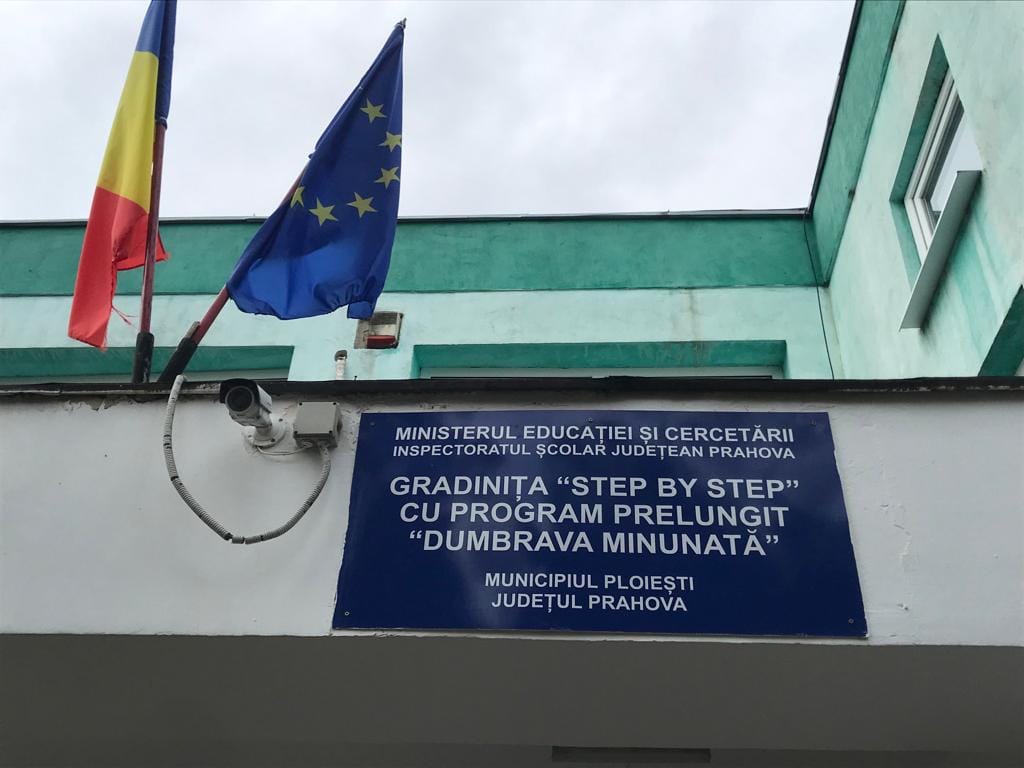 MINISTERUL EDUCAȚIEI ȘI CERCETĂRII
INSPECTORATUL ȘCOLAR JUDEȚEAN PRAHOVA
GRADINIȚA “STEP BY STEP”
CU PROGRAM PRELUNGIT
“DUMBRAVA MINUNATĂ”
MUNICIPIUL PLOIEȘTI
JUDEȚUL PRAHOVA